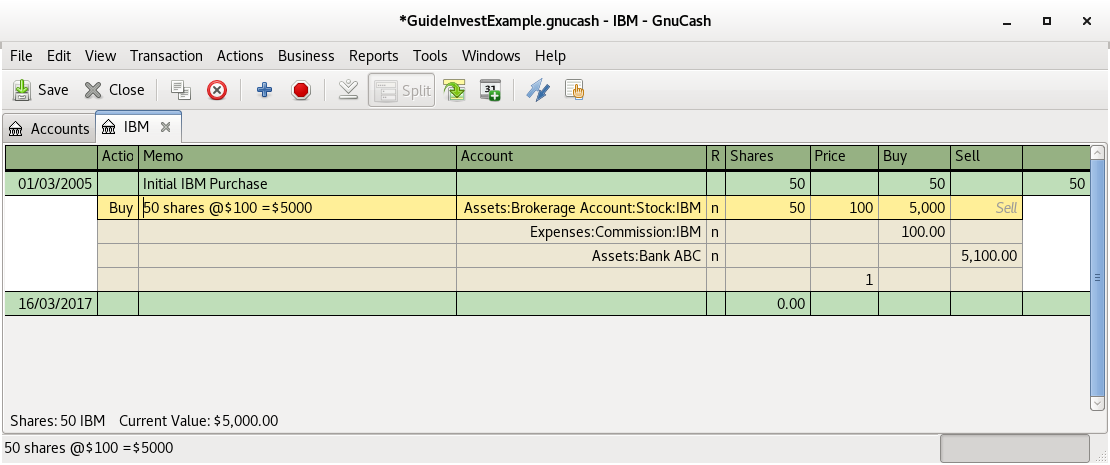 *GuideInvestExample.gnucash - IBM - GnuCash
File Edit View Transaction Actions Business Reports Tools Windows Help
Save Close Split 31
Accounts IBM
Actio Memo Account R Shares Price Buy Sell
01/03/2005 Initial IBM Purchase 50 50 50
Buy 50 shares @$100 =$5000 Assets:Brokerage Account:Stock:IBM n 50 100 5,000 Sell
Expenses:Commission:IBM n 100.00
Assets:Bank ABC n 5,100.00
1
16/03/2017 0.00
Shares: 50 IBM Current Value: $5,000.00
50 shares @$100 =$5000